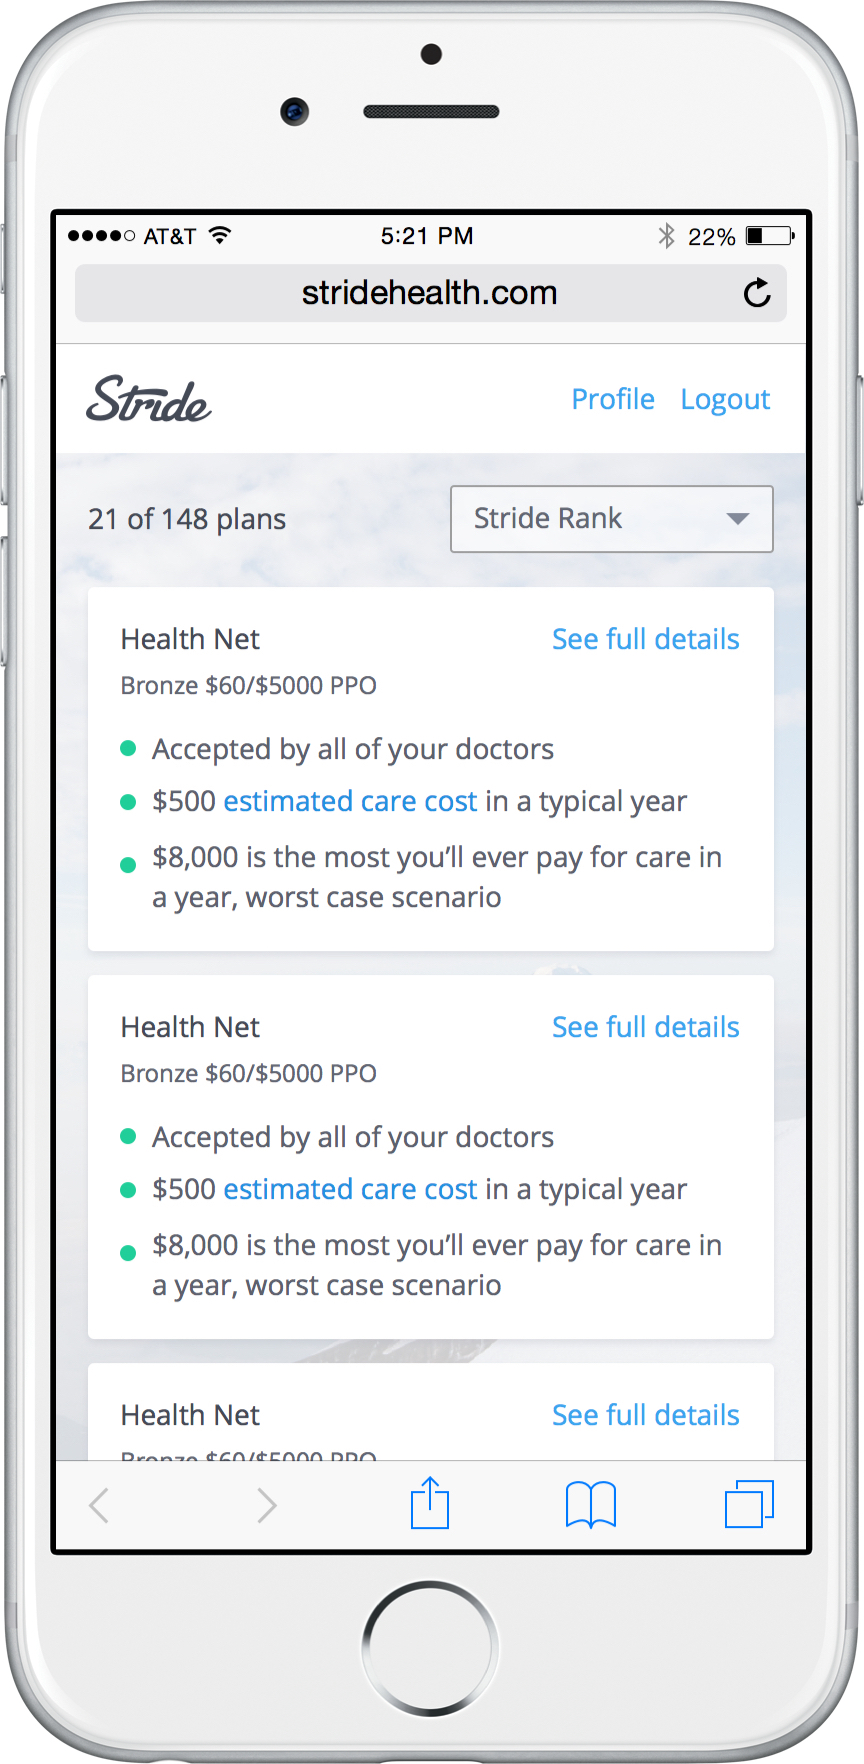 AT&T 5:21 PM 22%
stridehealth.com
Stride Profile Logout
21 of 148 plans Stride Rank
Health Net See full details
Bronze $60/$5000 PPO
Accepted by all of your doctors
$500 estimated care cost in a typical year
$8,000 is the most you’ll ever pay for care in
a year, worst case scenario
Health Net See full details
Bronze $60/$5000 PPO
Accepted by all of your doctors
$500 estimated care cost in a typical year
$8,000 is the most you’ll ever pay for care in
a year, worst case scenario
Health Net See full details
Bronze $60/$5000 PPO